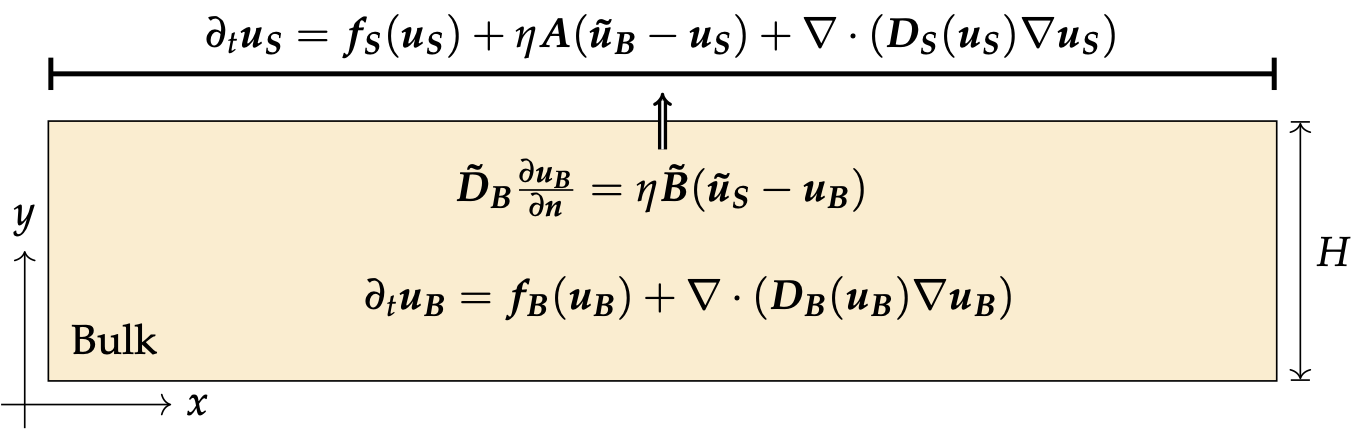 ∂ₜu_S = f_S(u_S) + ηA(ũ_B − u_S) + ∇ · (D_S(u_S)∇u_S)
D̃_B ∂u_B/∂n = ηB̃(ũ_S − u_B)
y
H
∂ₜu_B = f_B(u_B) + ∇ · (D_B(u_B)∇u_B)
Bulk
x